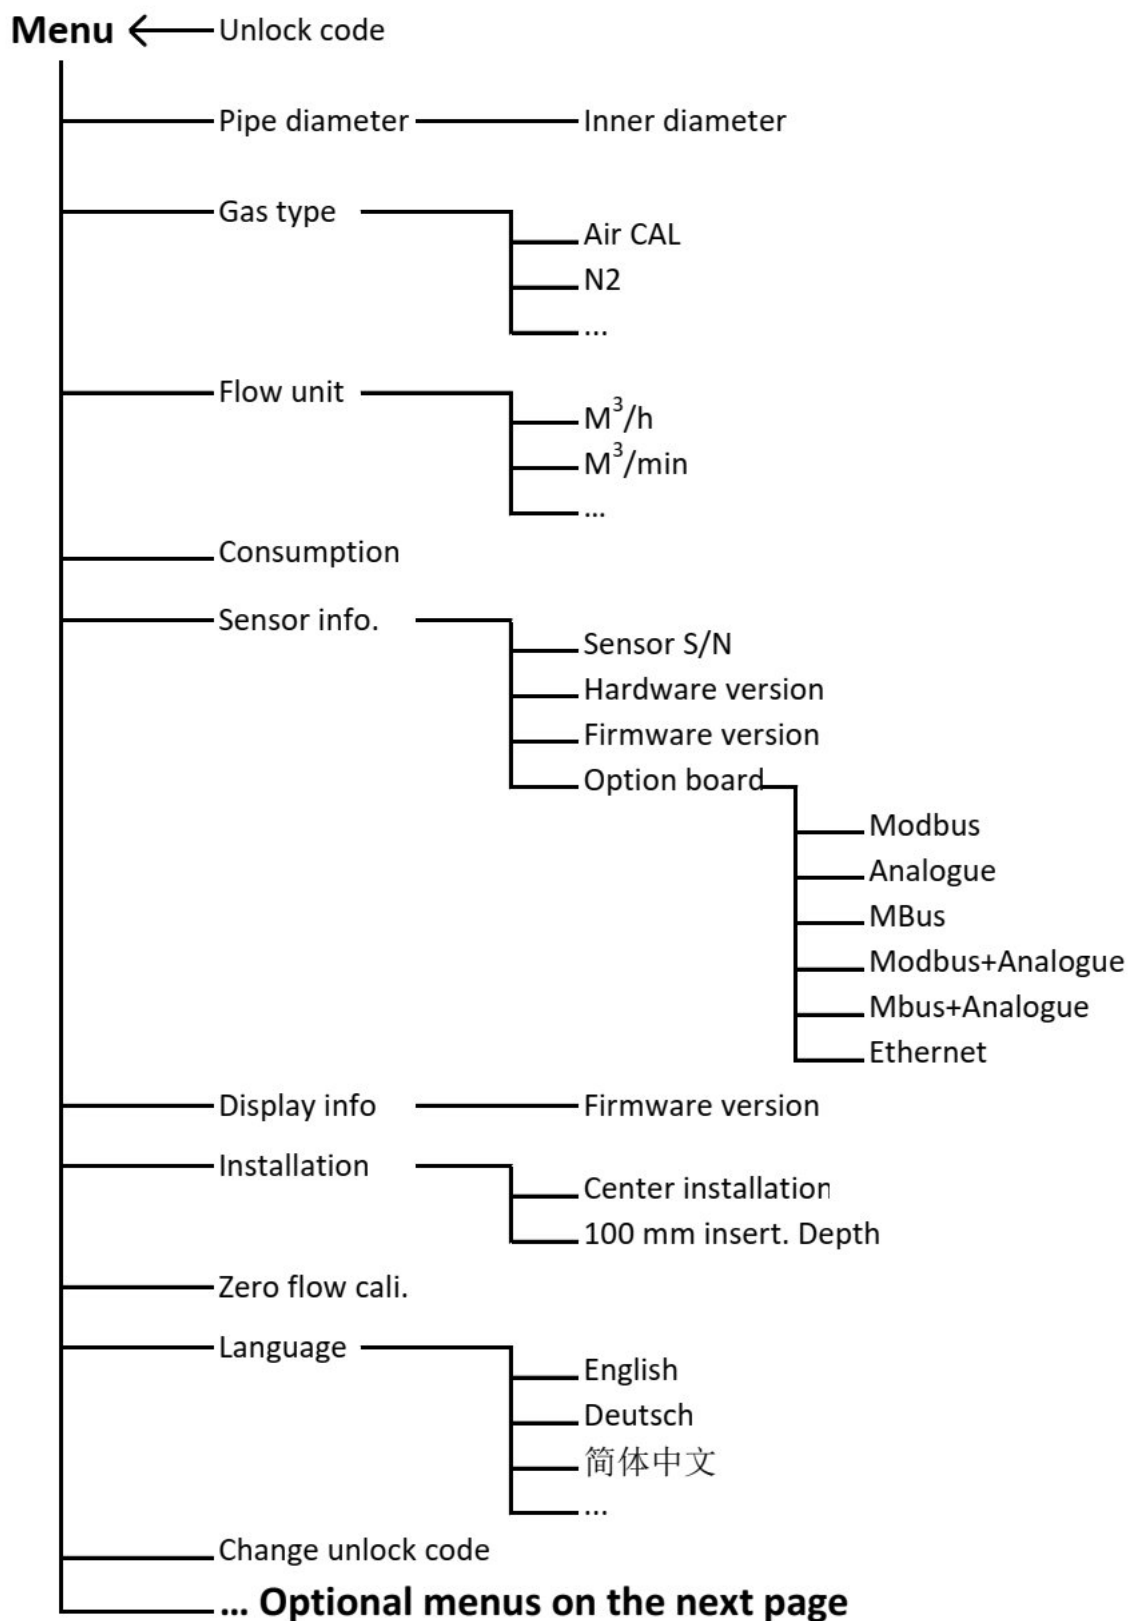 Menu Unlock code
Pipe diameter Inner diameter
Gas type
Air CAL
N2
...
Flow unit
M³/h
M³/min
...
Consumption
Sensor info.
Sensor S/N
Hardware version
Firmware version
Option board
Modbus
Analogue
MBus
Modbus+Analogue
Mbus+Analogue
Ethernet
Display info Firmware version
Installation
Center installation
100 mm insert. Depth
Zero flow cali.
Language
English
Deutsch
简体中文
...
Change unlock code
... Optional menus on the next page